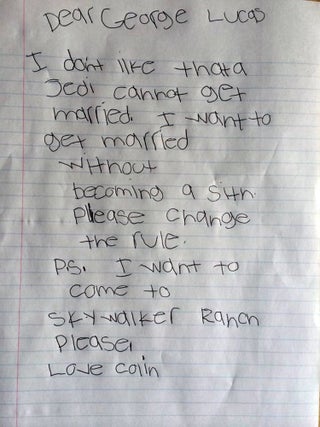 Dear George Lucas
I dont like that a
Jedi cannot get
married. I want to
get married
without
becoming a Sith.
Please change
the rule.
PS. I want to
come to
Skywalker Ranch
Please,
Love colin